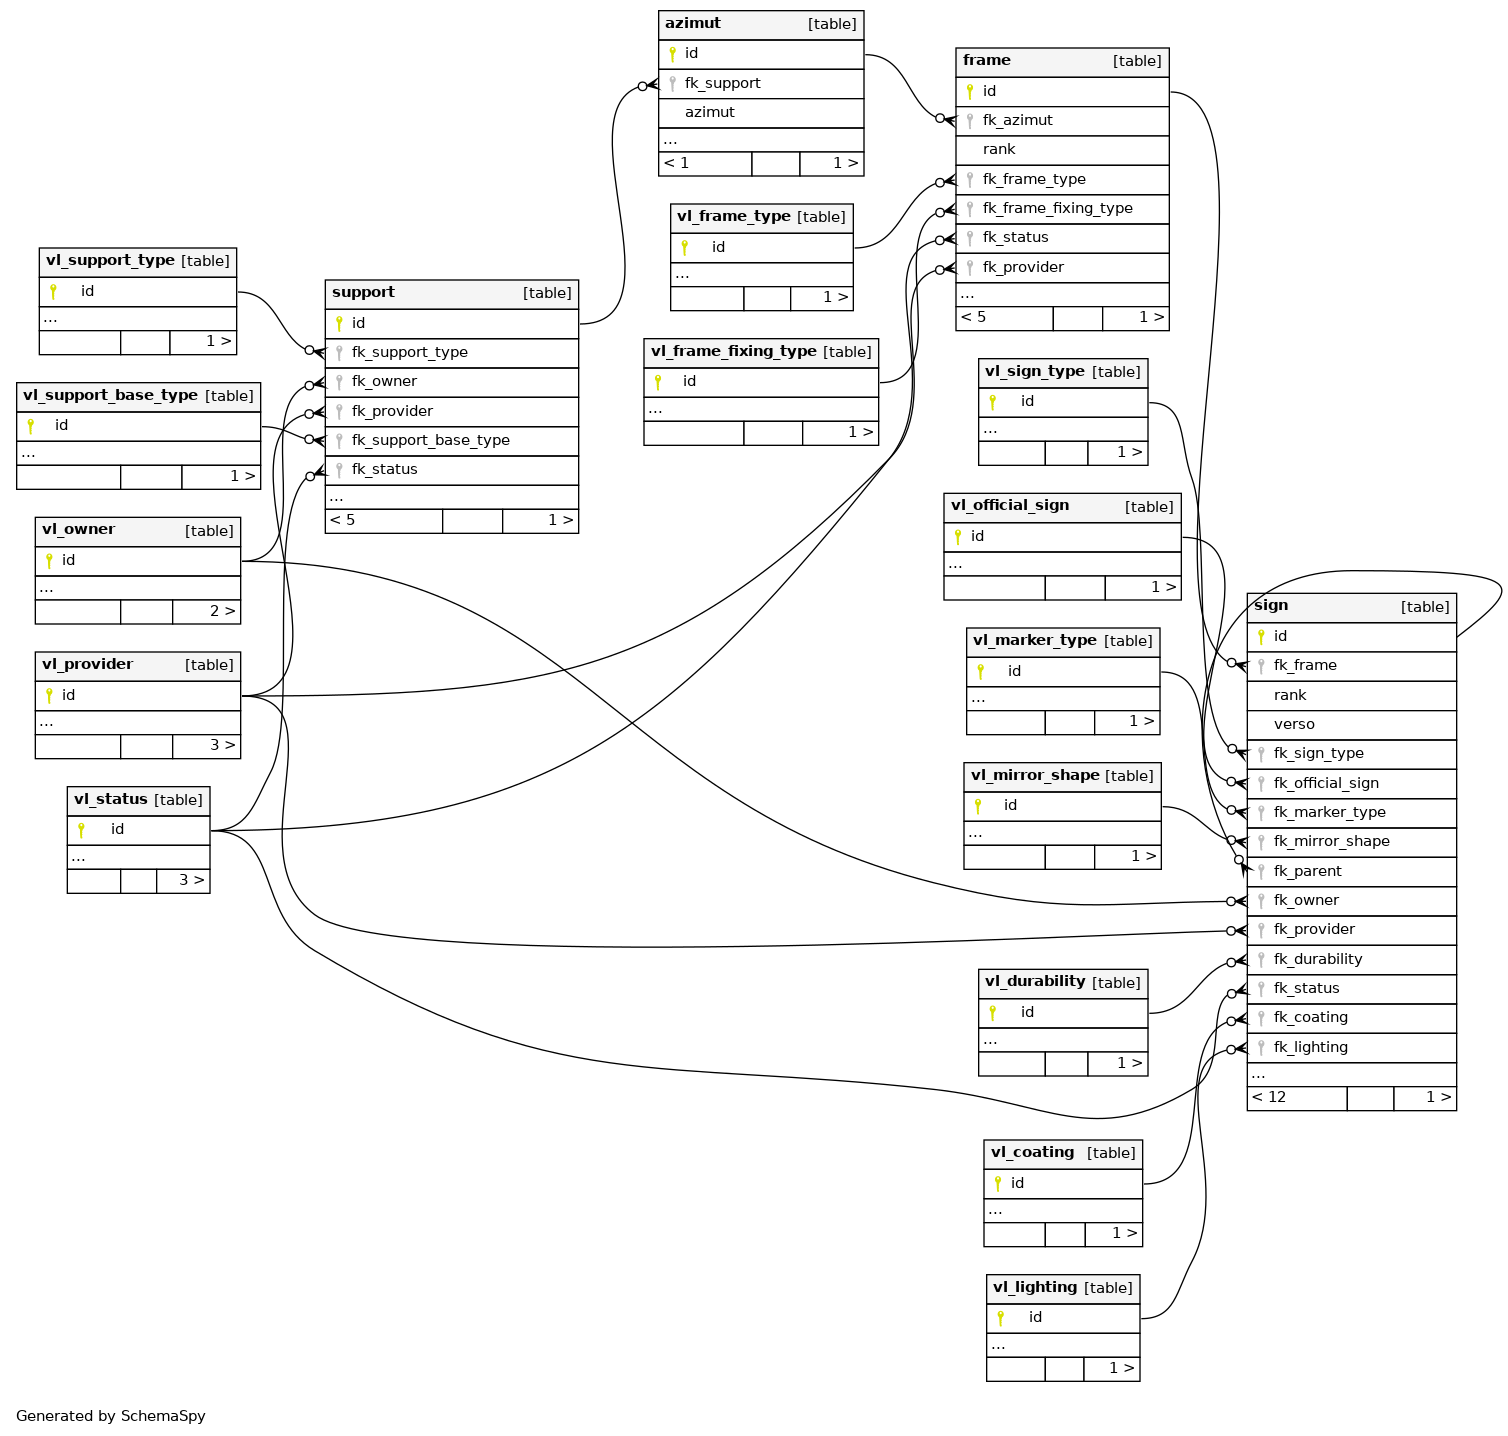 azimut [table]
id
fk_support
azimut
...
< 1 1 >
frame [table]
id
fk_azimut
rank
fk_frame_type
fk_frame_fixing_type
fk_status
fk_provider
...
< 5 1 >
vl_frame_type [table]
id
...
1 >
vl_support_type [table]
id
...
1 >
support [table]
id
fk_support_type
fk_owner
fk_provider
fk_support_base_type
fk_status
...
< 5 1 >
vl_frame_fixing_type [table]
id
...
1 >
vl_sign_type [table]
id
...
1 >
vl_support_base_type [table]
id
...
1 >
vl_official_sign [table]
id
...
1 >
vl_owner [table]
id
...
2 >
sign [table]
id
fk_frame
rank
verso
fk_sign_type
fk_official_sign
fk_marker_type
fk_mirror_shape
fk_parent
fk_owner
fk_provider
fk_durability
fk_status
fk_coating
fk_lighting
...
< 12 1 >
vl_marker_type [table]
id
...
1 >
vl_provider [table]
id
...
3 >
vl_mirror_shape [table]
id
...
1 >
vl_status [table]
id
...
3 >
vl_durability [table]
id
...
1 >
vl_coating [table]
id
...
1 >
vl_lighting [table]
id
...
1 >
Generated by SchemaSpy